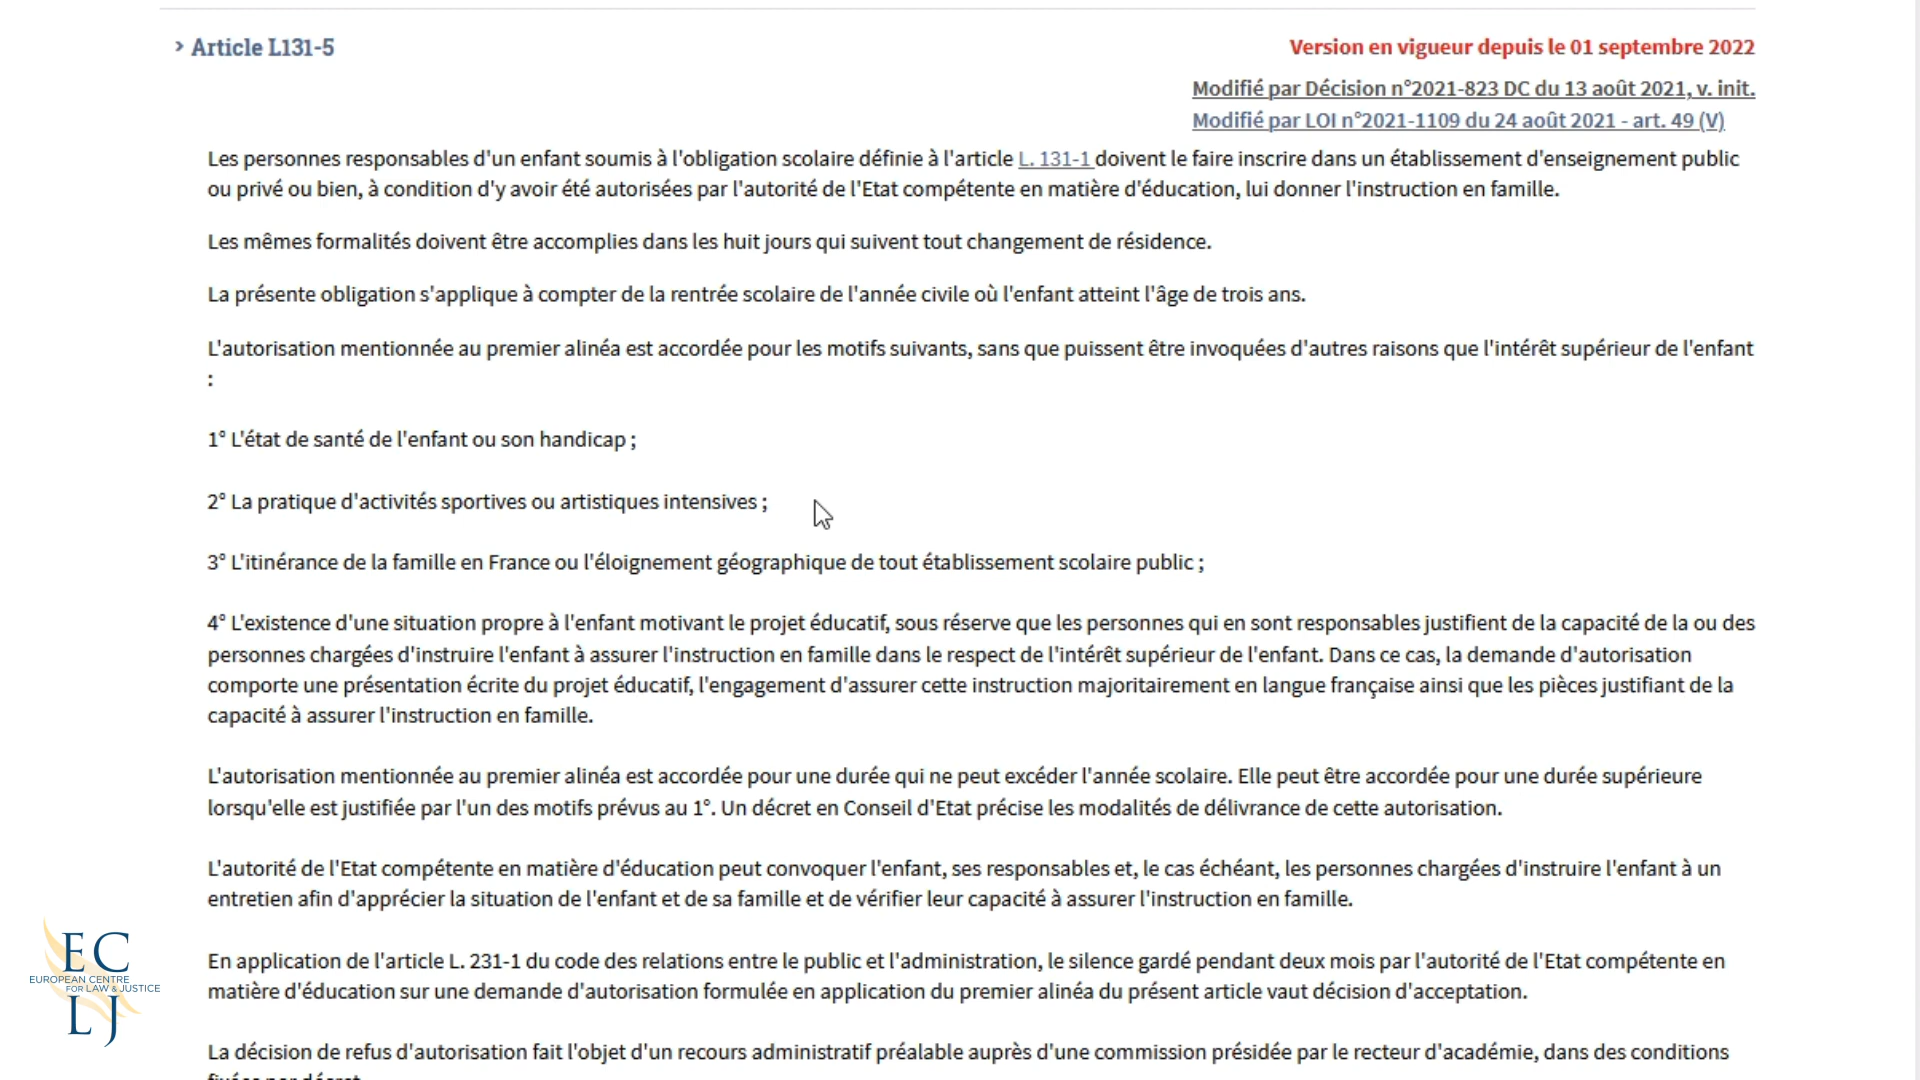 Article L131-5
Version en vigueur depuis le 01 septembre 2022
Modifié par Décision n°2021-823 DC du 13 août 2021, v. init.
Modifié par LOI n°2021-1109 du 24 août 2021 - art. 49 (V)
Les personnes responsables d'un enfant soumis à l'obligation scolaire définie à l'article L. 131-1 doivent le faire inscrire dans un établissement d'enseignement public
ou privé ou bien, à condition d'y avoir été autorisées par l'autorité de l'Etat compétente en matière d'éducation, lui donner l'instruction en famille.
Les mêmes formalités doivent être accomplies dans les huit jours qui suivent tout changement de résidence.
La présente obligation s'applique à compter de la rentrée scolaire de l'année civile où l'enfant atteint l'âge de trois ans.
L'autorisation mentionnée au premier alinéa est accordée pour les motifs suivants, sans que puissent être invoquées d'autres raisons que l'intérêt supérieur de l'enfant
:
1° L'état de santé de l'enfant ou son handicap ;
2° La pratique d'activités sportives ou artistiques intensives ;
3° L'itinérance de la famille en France ou l'éloignement géographique de tout établissement scolaire public ;
4° L'existence d'une situation propre à l'enfant motivant le projet éducatif, sous réserve que les personnes qui en sont responsables justifient de la capacité de la ou des
personnes chargées d'instruire l'enfant à assurer l'instruction en famille dans le respect de l'intérêt supérieur de l'enfant. Dans ce cas, la demande d'autorisation
comporte une présentation écrite du projet éducatif, l'engagement d'assurer cette instruction majoritairement en langue française ainsi que les pièces justifiant de la
capacité à assurer l'instruction en famille.
L'autorisation mentionnée au premier alinéa est accordée pour une durée qui ne peut excéder l'année scolaire. Elle peut être accordée pour une durée supérieure
lorsqu'elle est justifiée par l'un des motifs prévus au 1°. Un décret en Conseil d'Etat précise les modalités de délivrance de cette autorisation.
L'autorité de l'Etat compétente en matière d'éducation peut convoquer l'enfant, ses responsables et, le cas échéant, les personnes chargées d'instruire l'enfant à un
entretien afin d'apprécier la situation de l'enfant et de sa famille et de vérifier leur capacité à assurer l'instruction en famille.
En application de l'article L. 231-1 du code des relations entre le public et l'administration, le silence gardé pendant deux mois par l'autorité de l'Etat compétente en
matière d'éducation sur une demande d'autorisation formulée en application du premier alinéa du présent article vaut décision d'acceptation.
La décision de refus d'autorisation fait l'objet d'un recours administratif préalable auprès d'une commission présidée par le recteur d'académie, dans des conditions
EC
EUROPEAN CENTRE
FOR LAW & JUSTICE
LJ